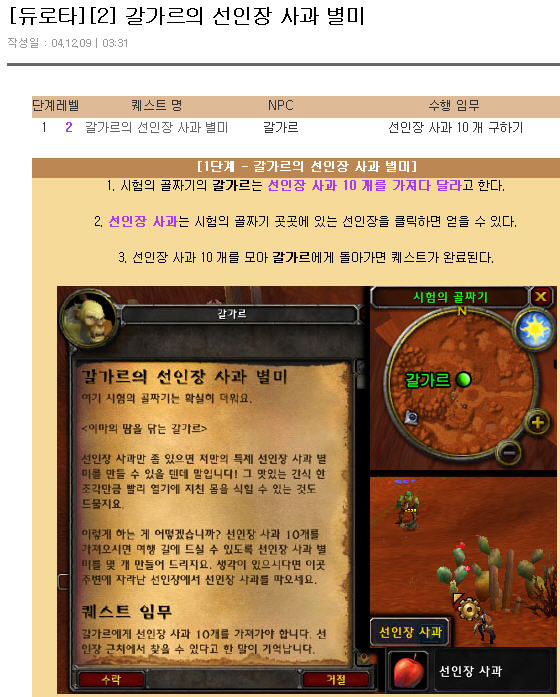 [듀로타][2] 갈가르의 선인장 사과 별미
작성일 : 04.12.09 | 03:31
단계 레벨 퀘스트 명 NPC 수행 임무
1 2 갈가르의 선인장 사과 별미 갈가르 선인장 사과 10 개 구하기
[1단계 - 갈가르의 선인장 사과 별미]
1. 시험의 골짜기의 갈가르는 선인장 사과 10 개를 가져다 달라고 한다.
2. 선인장 사과는 시험의 골짜기 곳곳에 있는 선인장을 클릭하면 얻을 수 있다.
3. 선인장 사과 10 개를 모아 갈가르에게 돌아가면 퀘스트가 완료된다.
갈가르
갈가르의 선인장 사과 별미
여기 시험의 골짜기는 확실히 더워요.
<이마의 땀을 닦는 갈가르>
선인장 사과만 좀 있으면 저만의 특제 선인장 사과 별
미를 만들 수 있을 텐데 말입니다! 그 맛있는 간식 한
조각만큼 빨리 열기에 지친 몸을 식힐 수 있는 것도
드물지요.
이렇게 하는 게 어떻겠습니까? 선인장 사과 10개를
가져오시면 여행 길에 드실 수 있도록 선인장 사과 별
미를 몇 개 만들어 드리지요. 생각이 있으시다면 이곳
주변에 자라난 선인장에서 선인장 사과를 따오세요.
퀘스트 임무
갈가르에게 선인장 사과 10개를 가져가야 합니다. 선
인장 근처에서 찾을 수 있다고 한 말이 기억납니다.
수락
거절
시험의 골짜기
N
갈가르
선인장 사과
선인장 사과